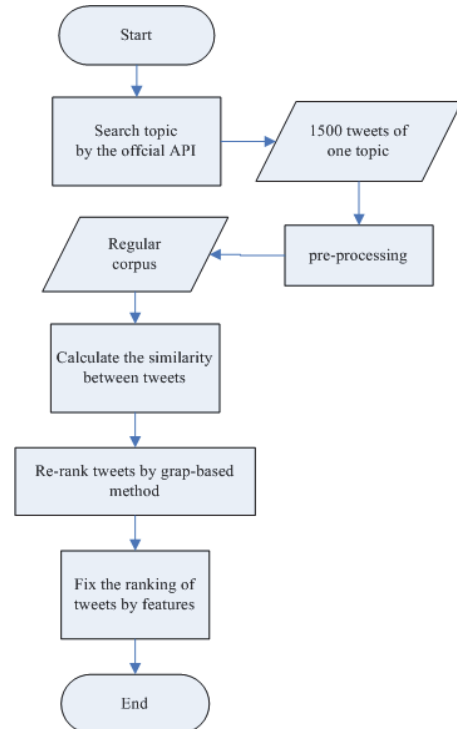 Start
Search topic
by the offcial API
1500 tweets of
one topic
pre-processing
Regular
corpus
Calculate the similarity
between tweets
Re-rank tweets by grap-based
method
Fix the ranking of
tweets by features
End